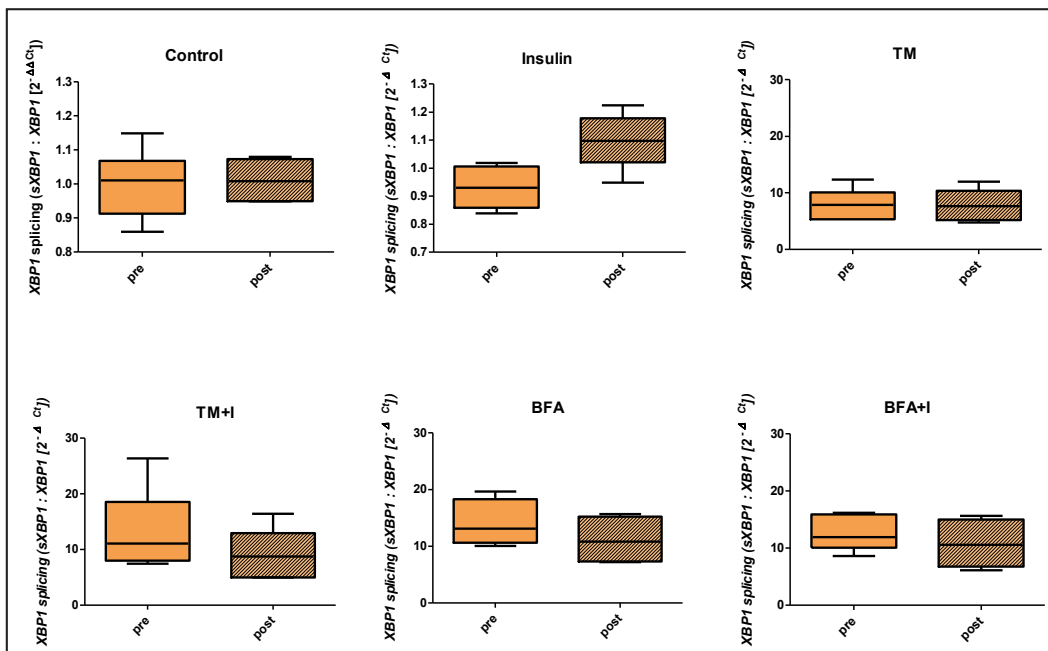 Control
XBP1 splicing (sXBP1 : XBP1 [2-ΔΔCt])
1.3
1.2
1.1
1.0
0.9
0.8
pre
post
Insulin
XBP1 splicing (sXBP1 : XBP1 [2-Δ Ct])
1.3
1.2
1.1
1.0
0.9
0.8
0.7
pre
post
TM
XBP1 splicing (sXBP1 : XBP1 [2-Δ Ct])
30
20
10
0
pre
post
TM+I
XBP1 splicing (sXBP1 : XBP1 [2-Δ Ct])
30
20
10
0
pre
post
BFA
XBP1 splicing (sXBP1 : XBP1 [2-Δ Ct])
30
20
10
0
pre
post
BFA+I
XBP1 splicing (sXBP1 : XBP1 [2-Δ Ct])
30
20
10
0
pre
post